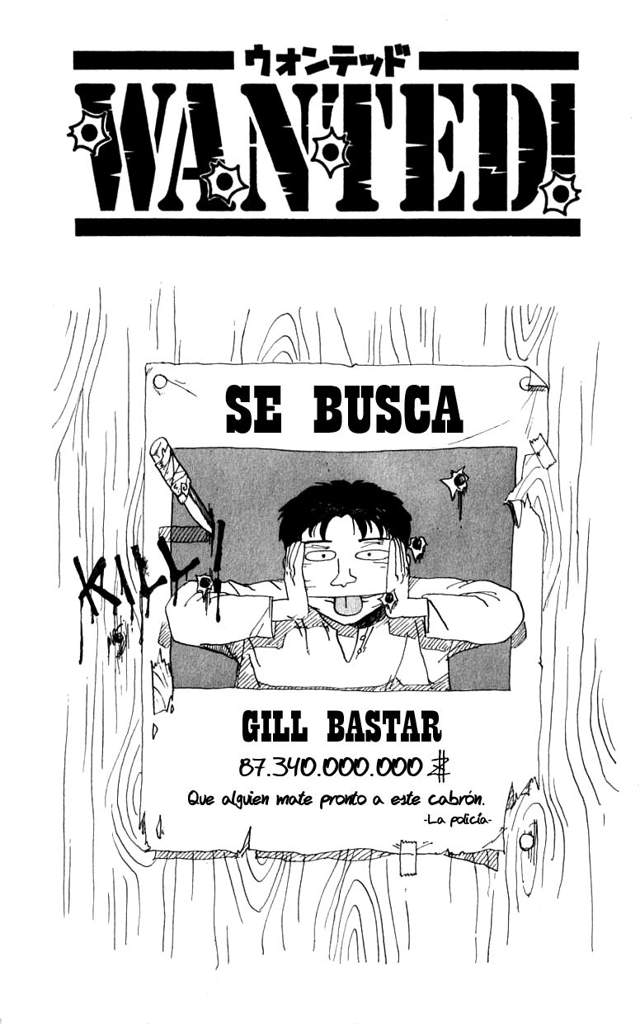 ウォンテッド
WANTED!
SE BUSCA
KILL!
GILL BASTAR
87.340.000.000
Que alguien mate pronto a este cabrón.
-La policía-